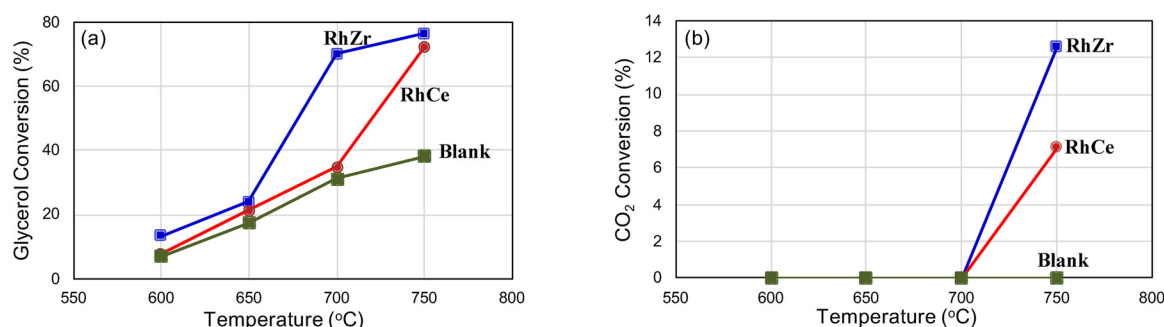 (a)
RhZr
RhCe
Blank
Glycerol Conversion (%)
80
60
40
20
0
550 600 650 700 750 800
Temperature (°C)
(b)
RhZr
RhCe
Blank
CO₂ Conversion (%)
14
12
10
8
6
4
2
0
550 600 650 700 750 800
Temperature (°C)